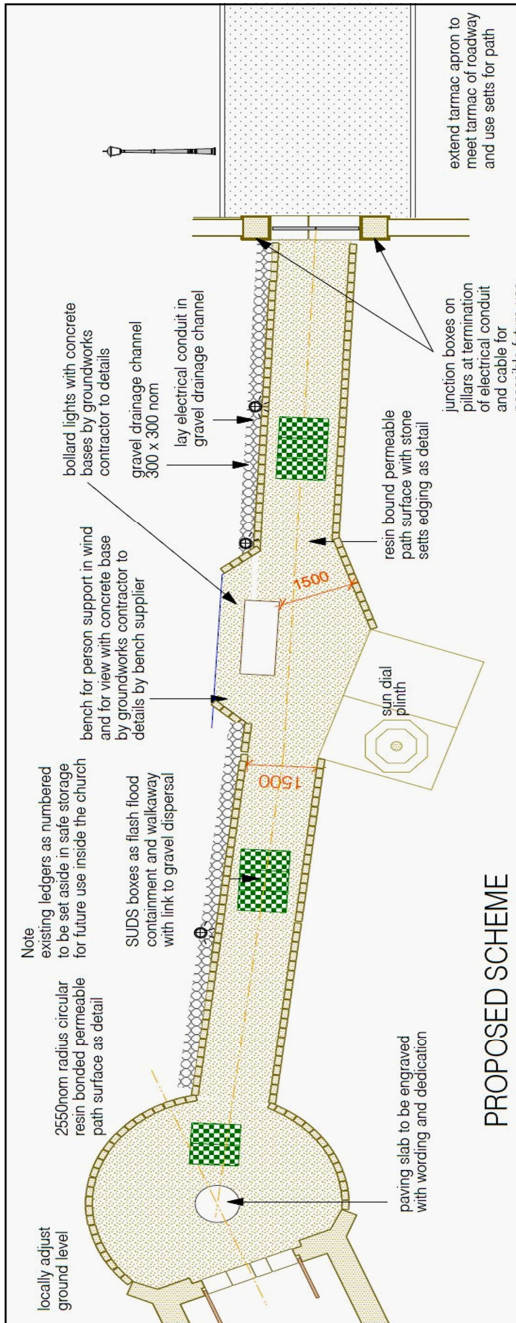 locally adjust
ground level
2550nom radius circular
resin bonded permeable
path surface as detail
Note
existing ledgers as numbered
to be set aside in safe storage
for future use inside the church
SUDS boxes as flash flood
containment and walkaway
with link to gravel dispersal
bench for person support in wind
and for view with concrete base
by groundworks contractor to
details by bench supplier
bollard lights with concrete
bases by groundworks
contractor to details
gravel drainage channel
300 x 300 nom
lay electrical conduit in
gravel drainage channel
1500
1500
paving slab to be engraved
with wording and dedication
sun dial
plinth
resin bound permeable
path surface with stone
setts edging as detail
junction boxes on
pillars at termination
of electrical conduit
and cable for
extend tarmac apron to
meet tarmac of roadway
and use setts for path
PROPOSED SCHEME